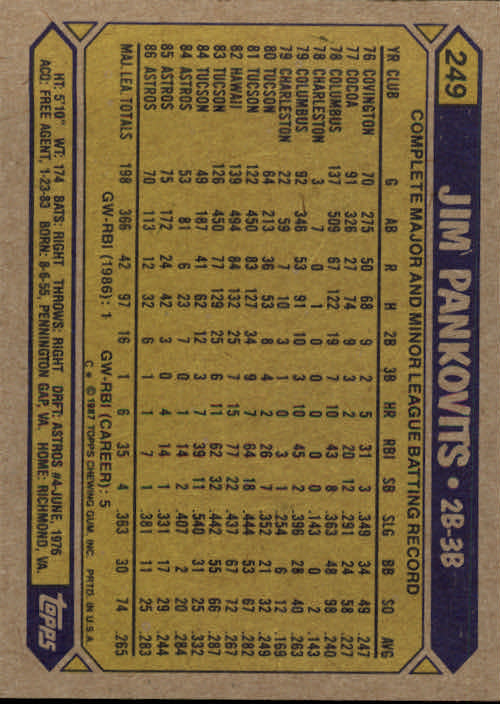 249 JIM PANKOVITS • 2B-3B
COMPLETE MAJOR AND MINOR LEAGUE BATTING RECORD
YR CLUB G AB R H 2B 3B HR RBI SB SLG BB SO AVG
76 COVINGTON 70 275 50 68 9 2 5 31 3 .349 34 49 .247
77 COCOA 91 326 27 74 9 3 2 20 12 .291 24 58 .227
78 COLUMBUS 137 509 67 122 19 7 10 43 8 .363 48 98 .240
78 CHARLESTON 3 7 0 1 0 0 0 0 0 .143 0 2 .143
79 COLUMBUS 92 346 53 91 10 3 10 45 2 .396 28 40 .263
79 CHARLESTON 22 59 7 10 3 1 0 3 1 .254 6 12 .169
80 TUCSON 64 213 36 53 8 4 2 26 7 .352 21 32 .249
81 TUCSON 122 450 83 127 34 9 7 64 18 .444 53 67 .282
82 HAWAII 139 494 84 132 25 7 15 77 22 .437 67 72 .267
83 TUCSON 126 450 77 129 25 6 11 62 32 .442 55 66 .287
84 TUCSON 49 187 41 62 12 3 7 39 11 .540 31 25 .332
84 ASTROS 53 81 6 23 7 0 1 14 2 .407 2 20 .284
85 ASTROS 75 172 24 42 3 0 4 14 1 .331 17 29 .244
86 ASTROS 70 113 12 32 6 1 1 7 1 .381 11 25 .283
MAJ.LEA. TOTALS 198 366 42 97 16 1 6 35 4 .363 30 74 .265
GW-RBI (1986): 1 GW-RBI (CAREER): 5
C * © 1987 TOPPS CHEWING GUM, INC. PRTD. IN U.S.A.
HT: 5'10" WT: 174 BATS: RIGHT THROWS: RIGHT DRFT: ASTROS #4-JUNE, 1976
ACQ: FREE AGENT, 1-23-83 BORN: 8-6-55, PENNINGTON GAP, VA. HOME: RICHMOND, VA.
TOPPS